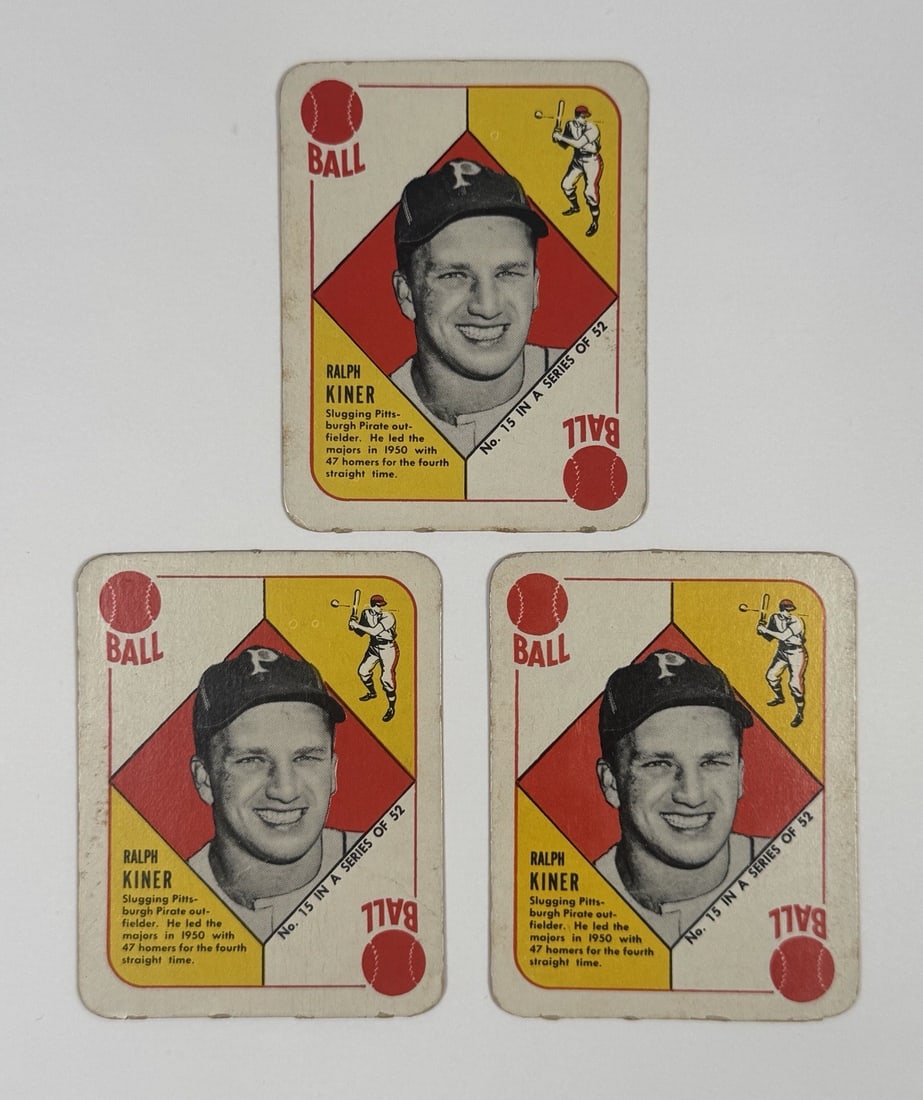 BALL
P
RALPH
KINER
Slugging Pitts-
burgh Pirate out-
fielder. He led the
majors in 1950 with
47 homers for the fourth
straight time.
No. 15 IN A SERIES OF 52
BALL
BALL
P
RALPH
KINER
Slugging Pitts-
burgh Pirate out-
fielder. He led the
majors in 1950 with
47 homers for the fourth
straight time.
No. 15 IN A SERIES OF 52
BALL
BALL
P
RALPH
KINER
Slugging Pitts-
burgh Pirate out-
fielder. He led the
majors in 1950 with
47 homers for the fourth
straight time.
No. 15 IN A SERIES OF 52
BALL